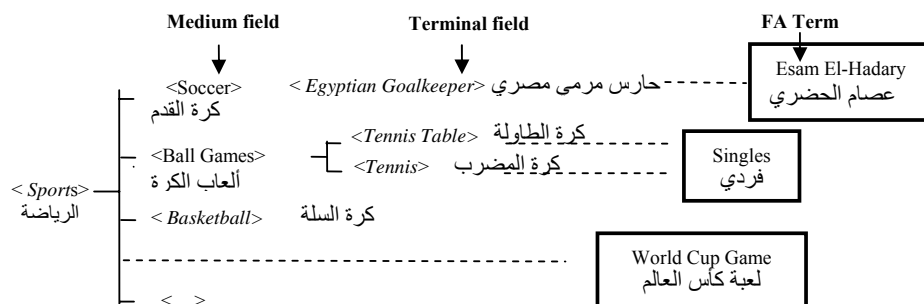 Medium field Terminal field FA Term
<Soccer> < Egyptian Goalkeeper> حارس مرمى مصري Esam El-Hadary
كرة القدم عصام الحضري
<Tennis Table> كرة الطاولة
<Ball Games> <Tennis> كرة المضرب Singles
ألعاب الكرة فردي
< Sports>
الرياضة
< Basketball> كرة السلة
World Cup Game
لعبة كأس العالم
< ... >